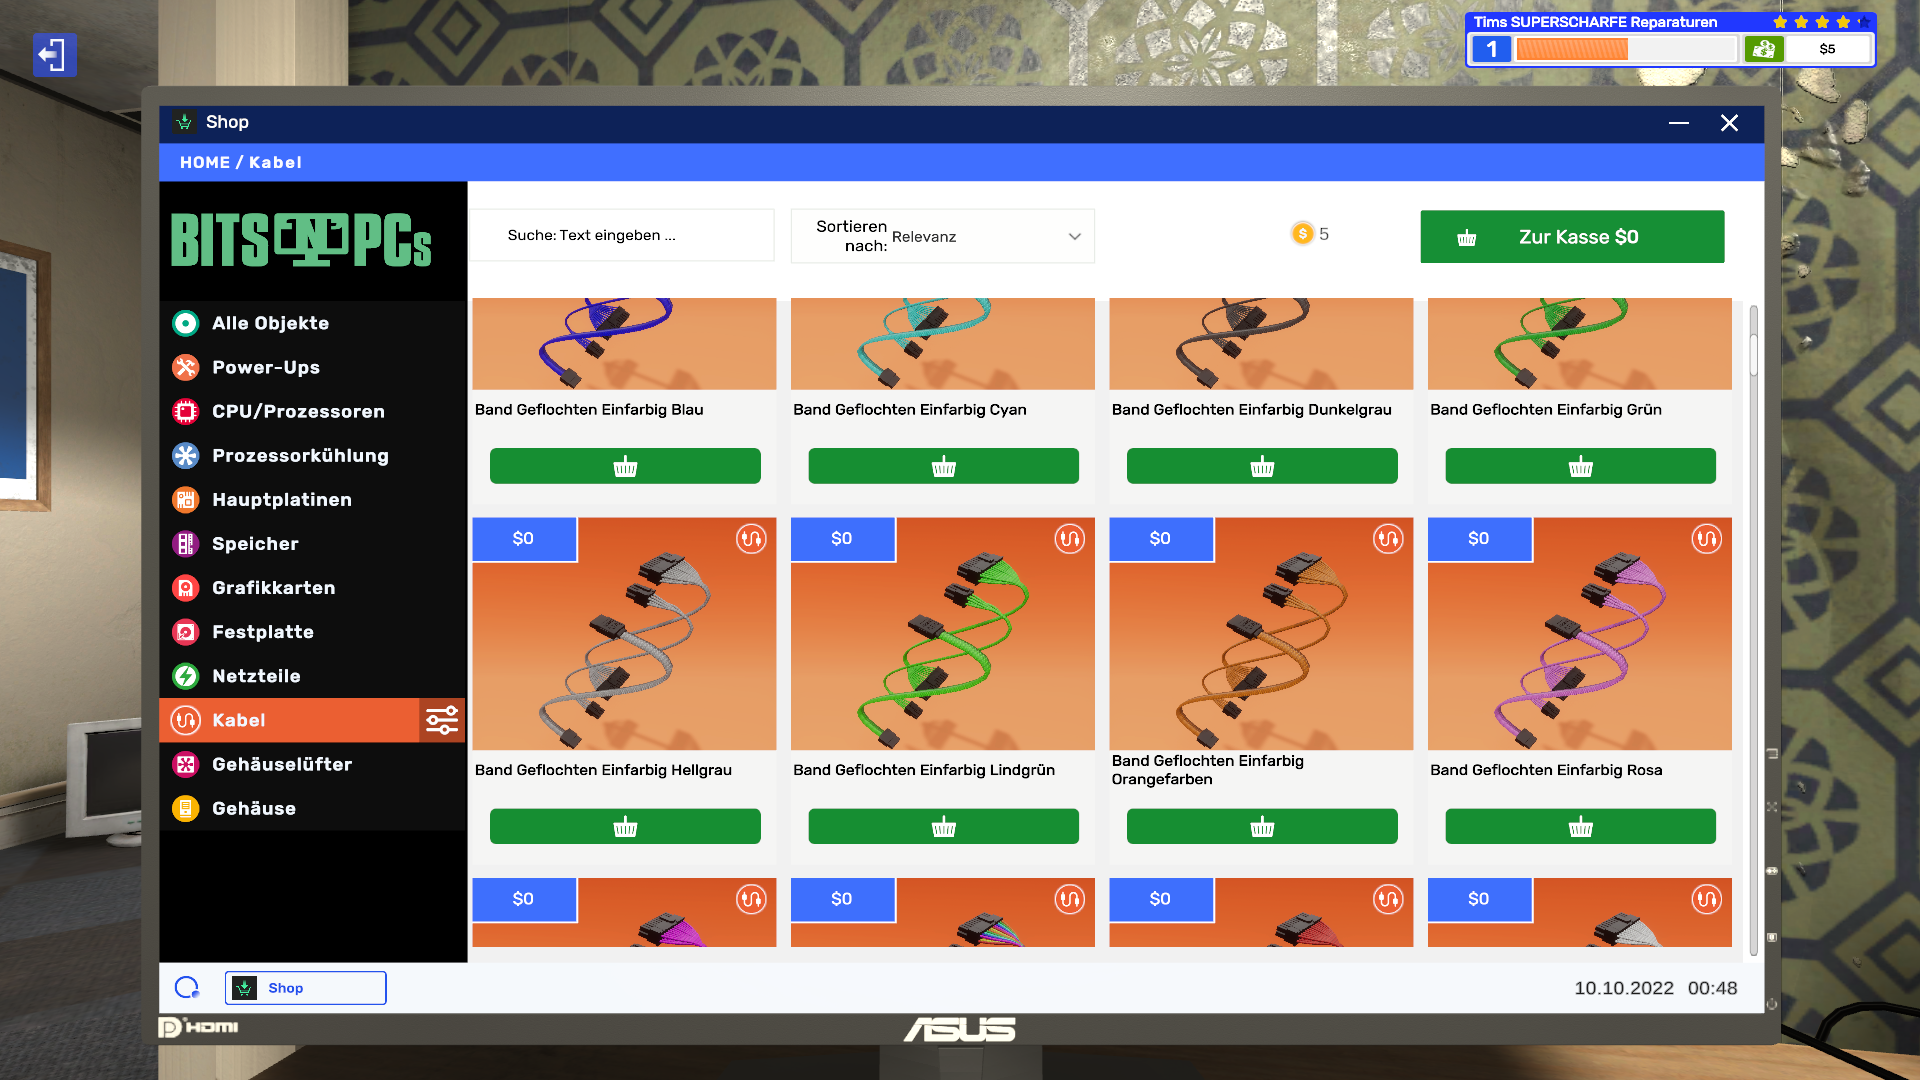 Tims SUPERSCHARFE Reparaturen
1
$5
Shop
HOME / Kabel
BITS EN PCs
Suche: Text eingeben ...
Sortieren nach:
Relevanz
5
Zur Kasse $0
Alle Objekte
Power-Ups
CPU/Prozessoren
Prozessorkühlung
Hauptplatinen
Speicher
Grafikkarten
Festplatte
Netzteile
Kabel
Gehäuselüfter
Gehäuse
Band Geflochten Einfarbig Blau
Band Geflochten Einfarbig Cyan
Band Geflochten Einfarbig Dunkelgrau
Band Geflochten Einfarbig Grün
$0
$0
$0
$0
Band Geflochten Einfarbig Hellgrau
Band Geflochten Einfarbig Lindgrün
Band Geflochten Einfarbig
Orangefarben
Band Geflochten Einfarbig Rosa
$0
$0
$0
$0
Shop
10.10.2022 00:48
HDMI
ASUS